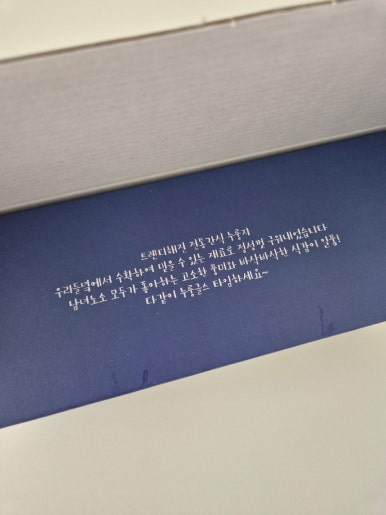 트렌디해진 전통간식 누룽지
우리들녘에서 수확하여 믿을 수 있는 재료로 정성껏 구워내었습니다
남녀노소 모두가 좋아하는 고소한 풍미와 바삭바삭한 식감이 일품!
다같이 누룽늘스 타임하세요~